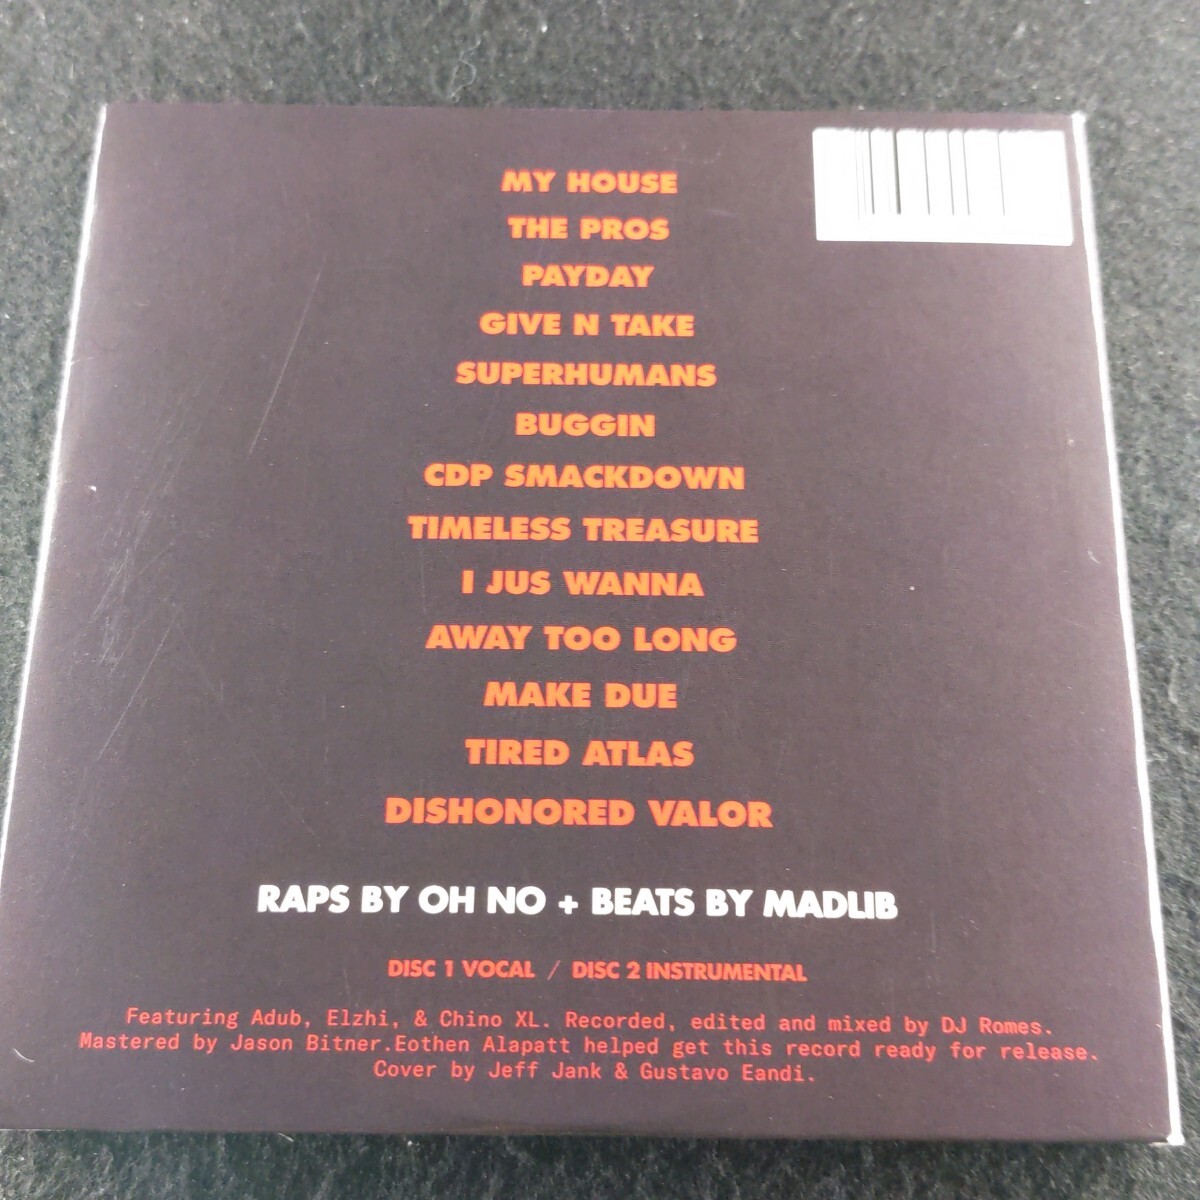 MY HOUSE
THE PROS
PAYDAY
GIVE N TAKE
SUPERHUMANS
BUGGIN
CDP SMACKDOWN
TIMELESS TREASURE
I JUS WANNA
AWAY TOO LONG
MAKE DUE
TIRED ATLAS
DISHONORED VALOR
RAPS BY OH NO + BEATS BY MADLIB
DISC 1 VOCAL / DISC 2 INSTRUMENTAL
Featuring Adub, Elzhi, & Chino XL. Recorded, edited and mixed by DJ Romes.
Mastered by Jason Bitner.Eothen Alapatt helped get this record ready for release.
Cover by Jeff Jank & Gustavo Eandi.